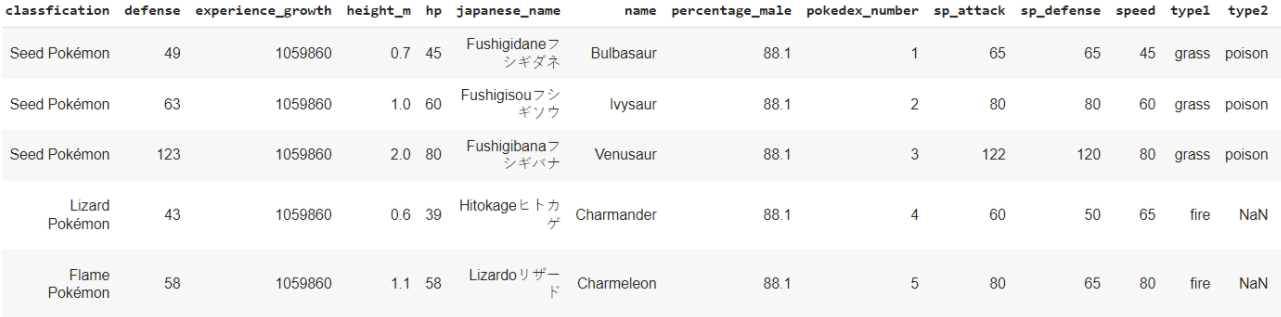 classfication defense experience_growth height_m hp japanese_name name percentage_male pokedex_number sp_attack sp_defense speed type1 type2
Seed Pokémon 49 1059860 0.7 45 Fushigidaneフ
シギダネ Bulbasaur 88.1 1 65 65 45 grass poison
Seed Pokémon 63 1059860 1.0 60 Fushigisouフシ
ギソウ Ivysaur 88.1 2 80 80 60 grass poison
Seed Pokémon 123 1059860 2.0 80 Fushigibanaフ
シギバナ Venusaur 88.1 3 122 120 80 grass poison
Lizard
Pokémon 43 1059860 0.6 39 Hitokageヒトカ
ゲ Charmander 88.1 4 60 50 65 fire NaN
Flame
Pokémon 58 1059860 1.1 58 Lizardoリザー
ド Charmeleon 88.1 5 80 65 80 fire NaN